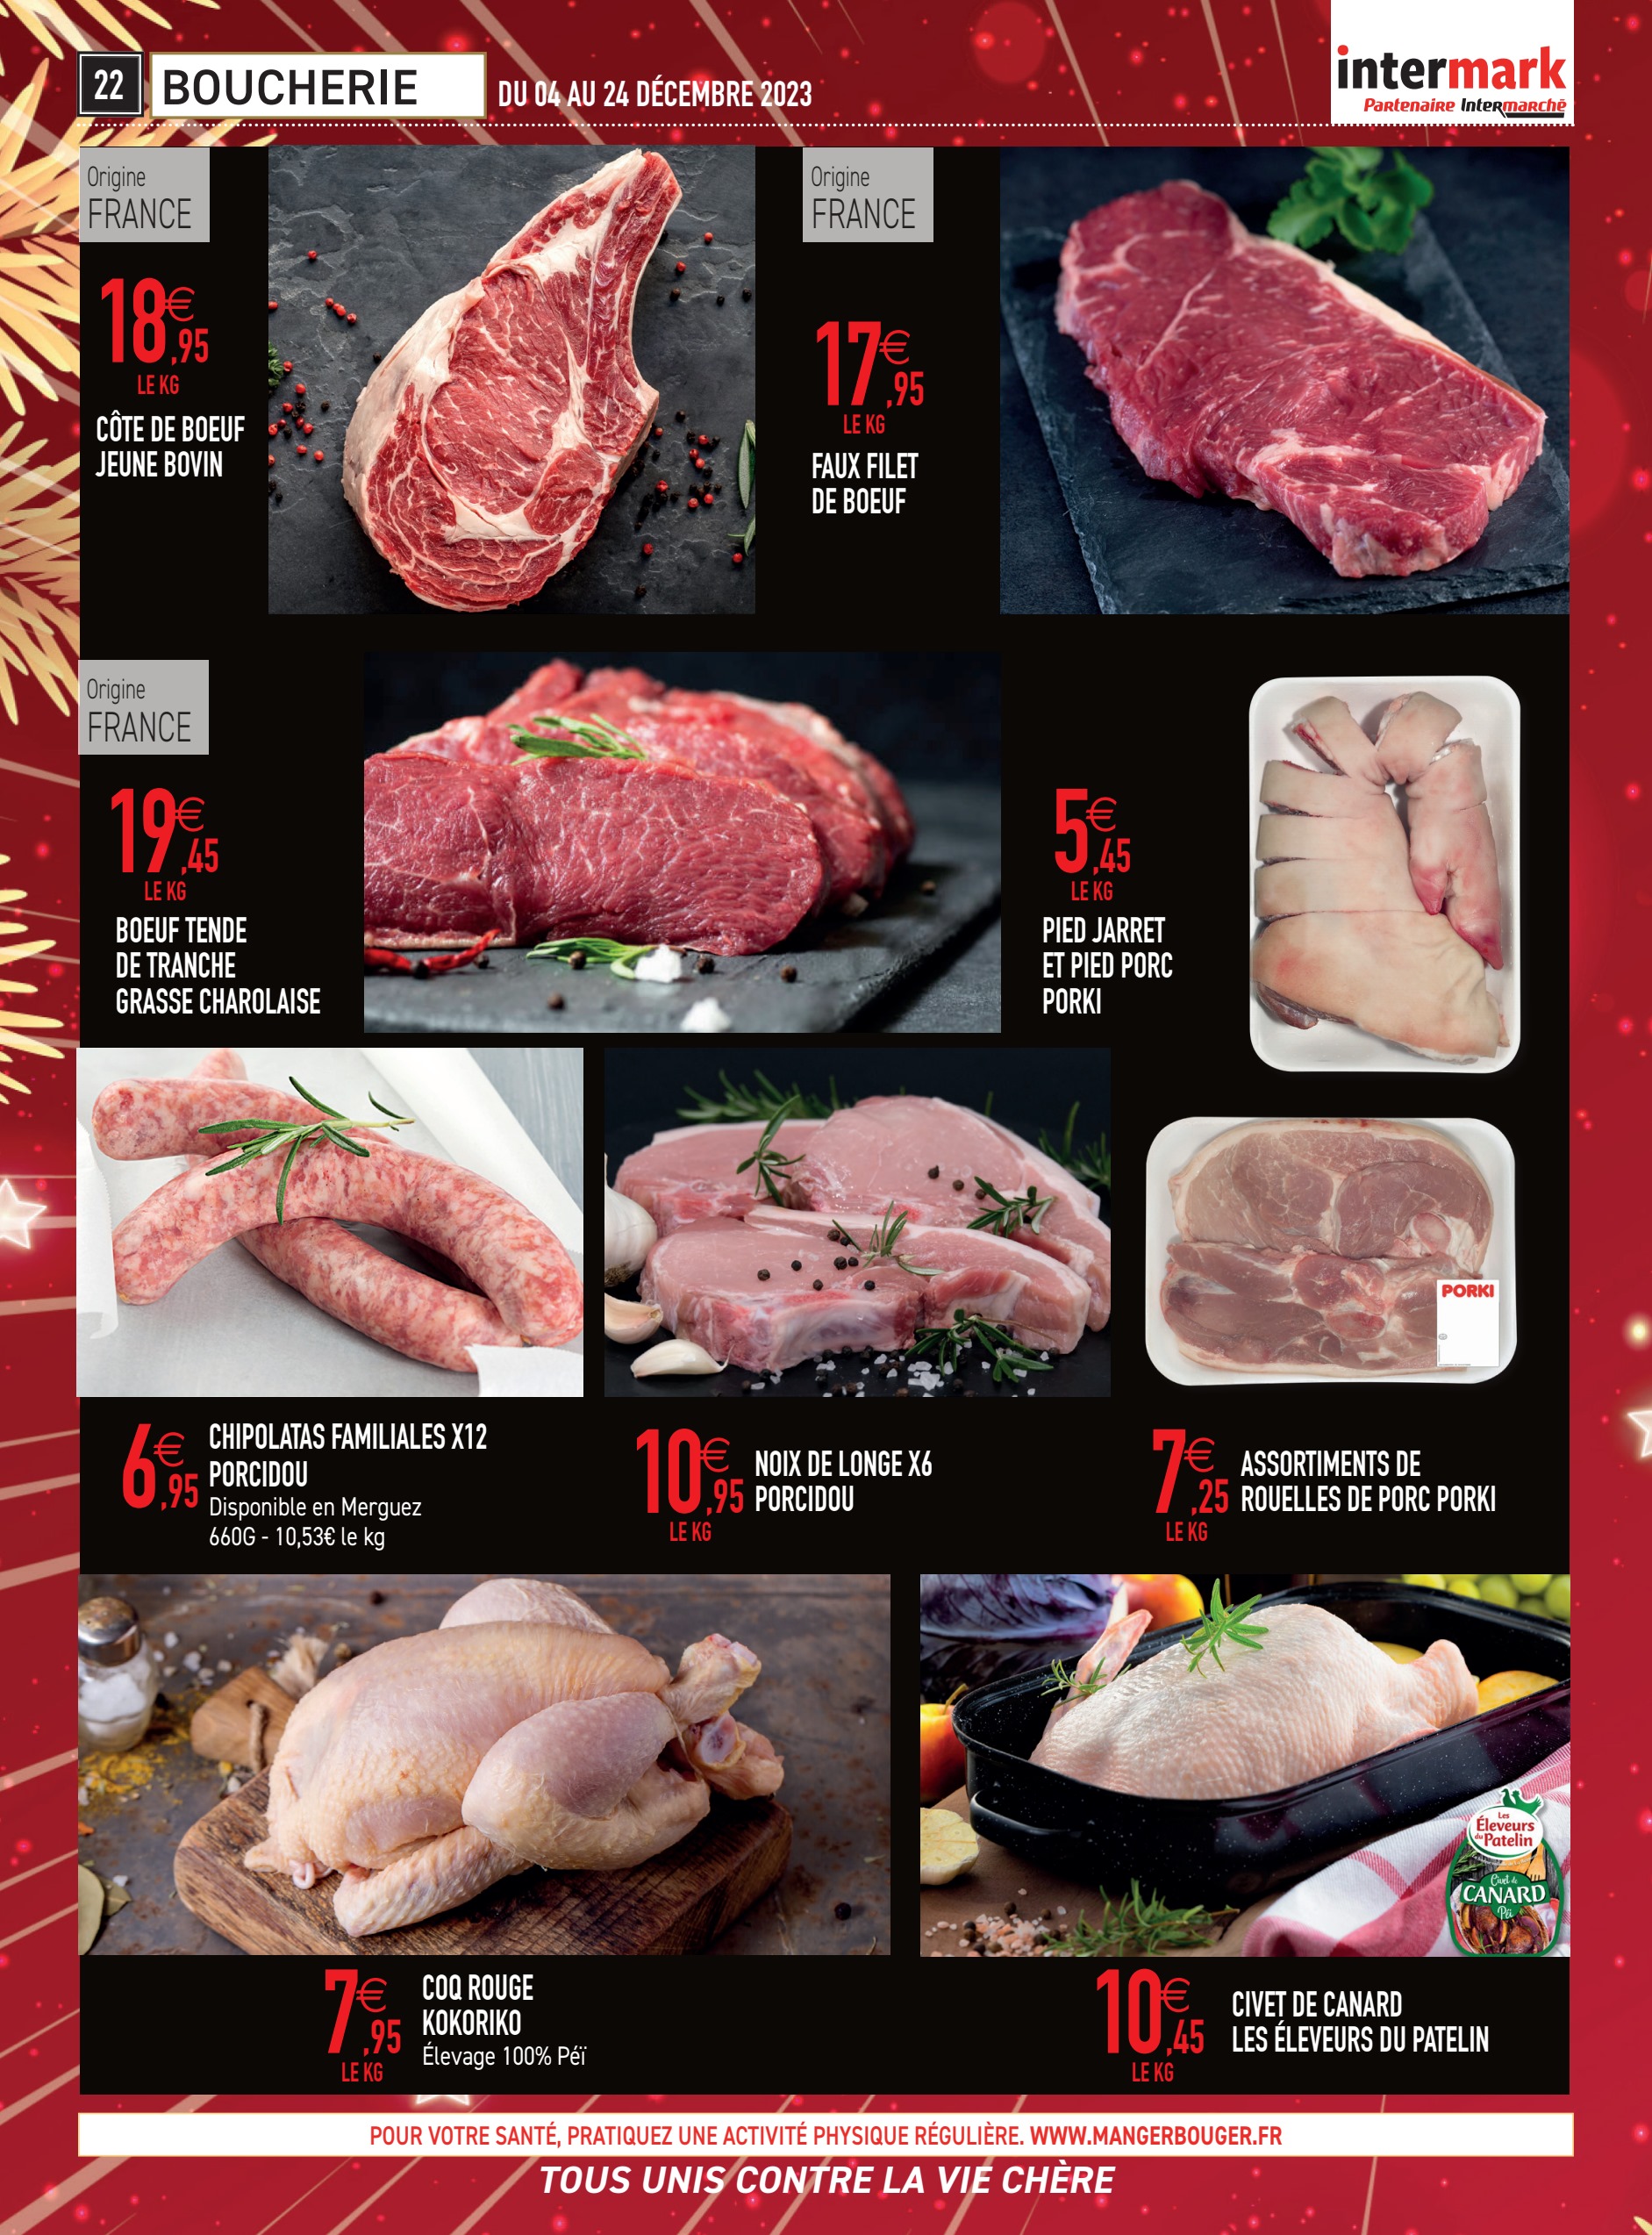 22 BOUCHERIE DU 04 AU 24 DÉCEMBRE 2023
intermark
Partenaire Intermarchē
Origine
FRANCE
18€,95
LE KG
CÔTE DE BOEUF
JEUNE BOVIN
Origine
FRANCE
17€,95
LE KG
FAUX FILET
DE BOEUF
Origine
FRANCE
19€,45
LE KG
BOEUF TENDE
DE TRANCHE
GRASSE CHAROLAISE
5€,45
LE KG
PIED JARRET
ET PIED PORC
PORKI
PORKI
6€,95
CHIPOLATAS FAMILIALES X12
PORCIDOU
Disponible en Merguez
660G - 10,53€ le kg
10€,95
LE KG
NOIX DE LONGE X6
PORCIDOU
7€,25
LE KG
ASSORTIMENTS DE
ROUELLES DE PORC PORKI
Les
Éleveurs
du Patelin
Civet de
CANARD
Péi
7€,95
LE KG
COQ ROUGE
KOKORIKO
Élevage 100% Péï
10€,45
LE KG
CIVET DE CANARD
LES ÉLEVEURS DU PATELIN
POUR VOTRE SANTÉ, PRATIQUEZ UNE ACTIVITÉ PHYSIQUE RÉGULIÈRE. WWW.MANGERBOUGER.FR
TOUS UNIS CONTRE LA VIE CHÈRE